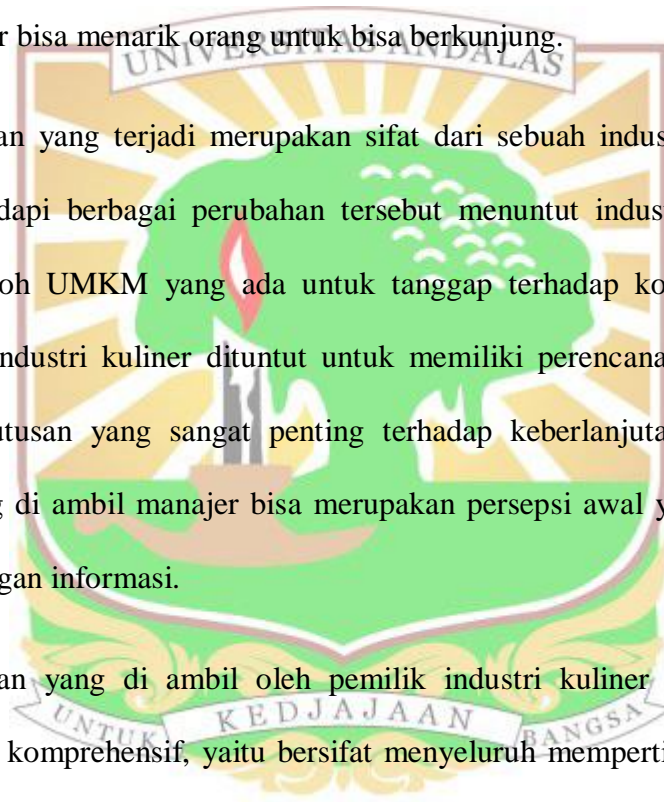 r bisa menarik orang untuk bisa berkunjung.
UNIVERSITAS ANDALAS
an yang terjadi merupakan sifat dari sebuah indus
dapi berbagai perubahan tersebut menuntut indust
oh UMKM yang ada untuk tanggap terhadap ko
industri kuliner dituntut untuk memiliki perencana
utusan yang sangat penting terhadap keberlanjuta
g di ambil manajer bisa merupakan persepsi awal y
gan informasi.
an yang di ambil oleh pemilik industri kuliner
UNTUK KEDJAJAAN BANGSA
komprehensif, yaitu bersifat menyeluruh memperti